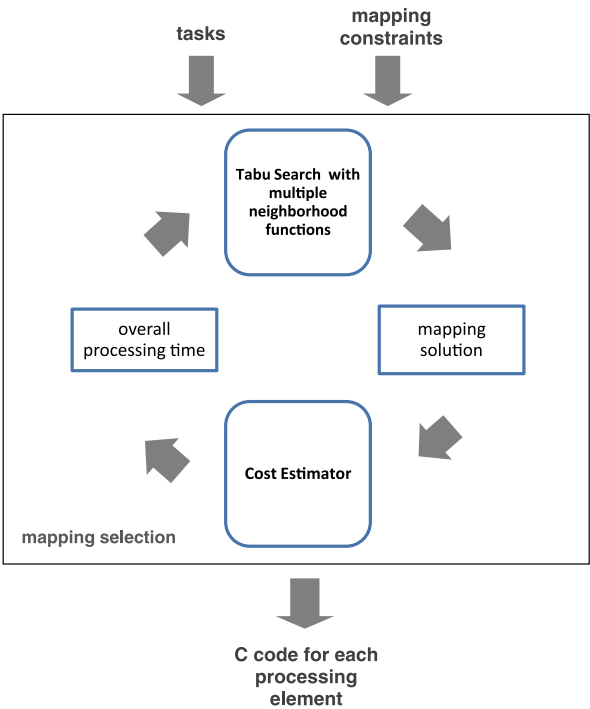 tasks
mapping
constraints
Tabu Search with
multiple
neighborhood
functions
overall
processing time
mapping
solution
Cost Estimator
mapping selection
C code for each
processing
element